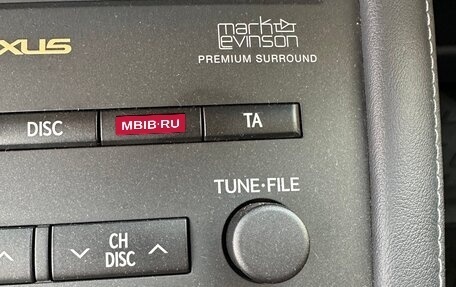 XUS
mark
levinson
PREMIUM SURROUND
DISC
MBIB·RU
TA
TUNE·FILE
CH
DISC